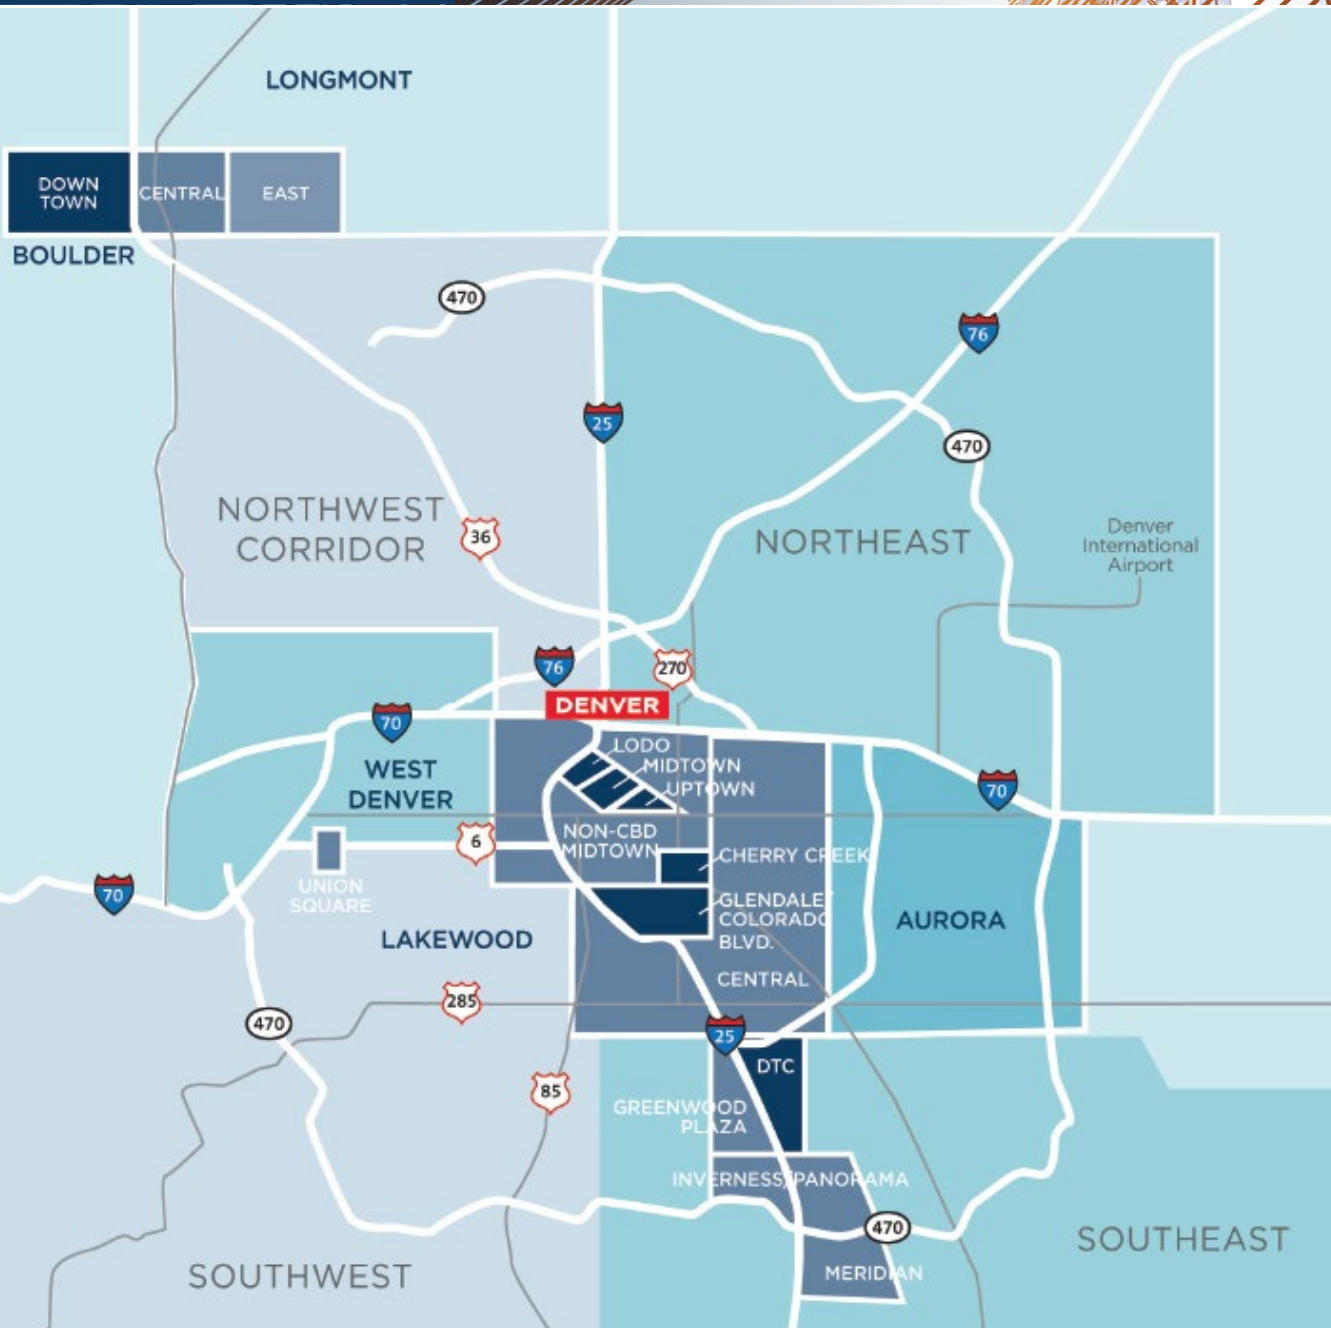 LONGMONT
DOWN
TOWN
CENTRAL
EAST
BOULDER
470
76
25
470
NORTHWEST
CORRIDOR
36
NORTHEAST
Denver
International
Airport
76
270
DENVER
70
LODO
MIDTOWN
UPTOWN
WEST
DENVER
70
6
NON-CBD
MIDTOWN
CHERRY CREEK
70
UNION
SQUARE
GLENDALE
COLORADO
BLVD.
AURORA
LAKEWOOD
CENTRAL
285
470
25
DTC
85
GREENWOOD
PLAZA
INVERNESS/PANORAMA
470
SOUTHEAST
SOUTHWEST
MERIDIAN